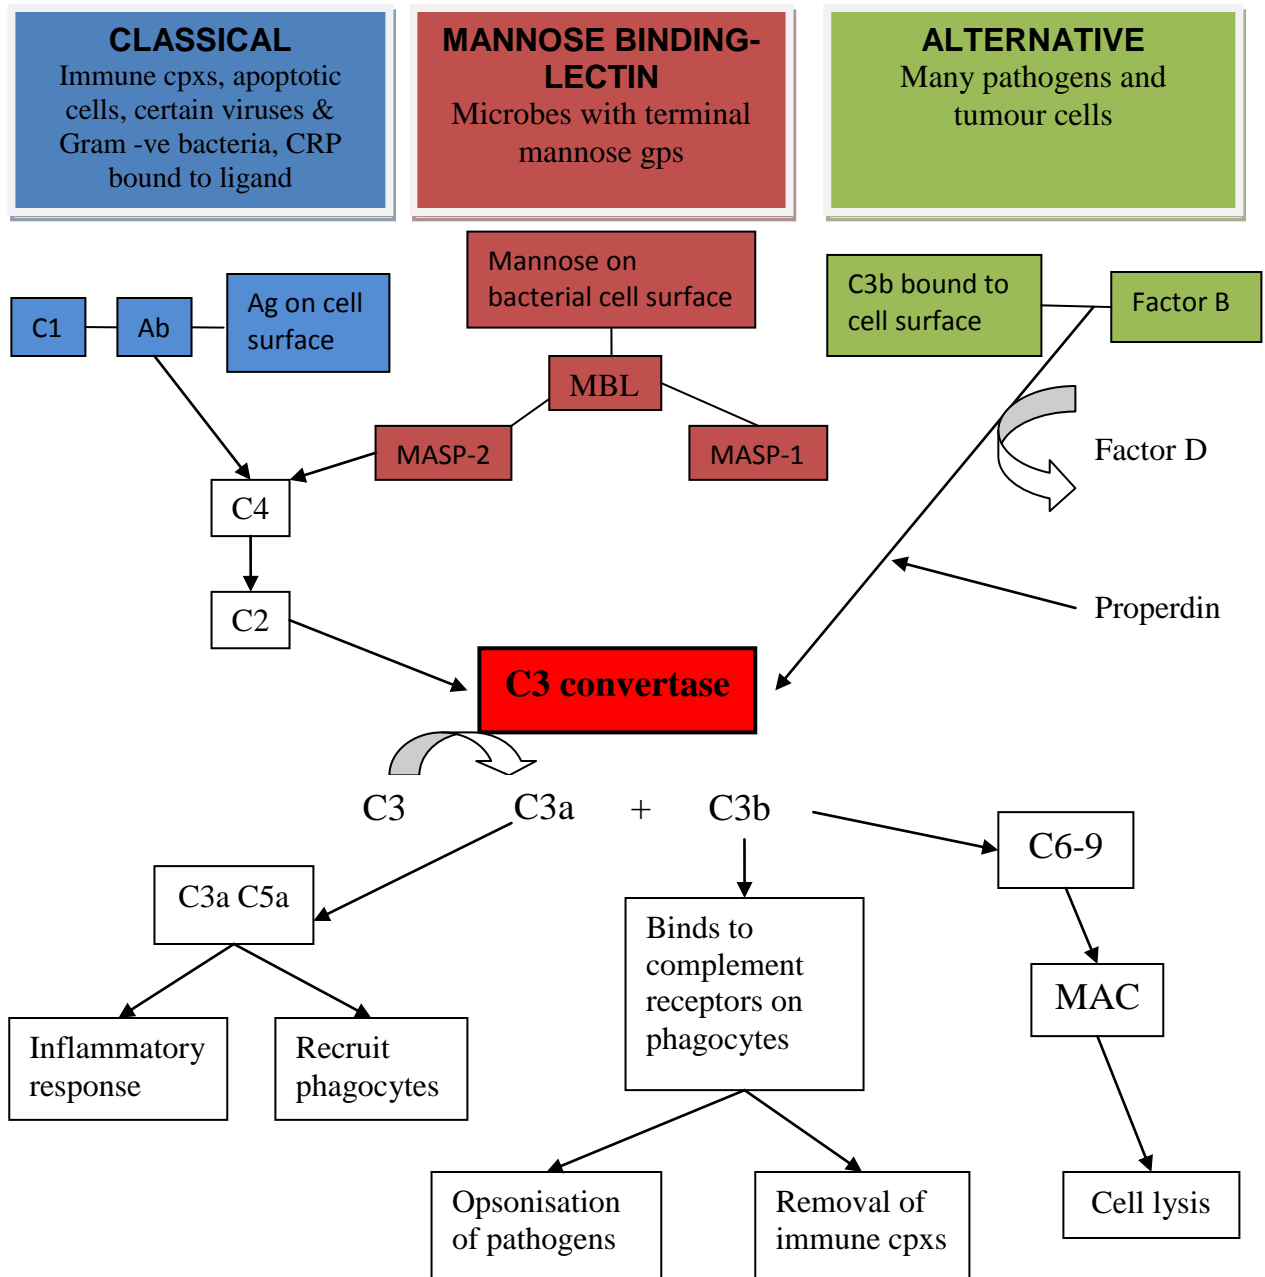 CLASSICAL
Immune cpxs, apoptotic
cells, certain viruses &
Gram -ve bacteria, CRP
bound to ligand
MANNOSE BINDING-
LECTIN
Microbes with terminal
mannose gps
ALTERNATIVE
Many pathogens and
tumour cells
C1
Ab
Ag on cell
surface
Mannose on
bacterial cell surface
MBL
MASP-2
MASP-1
C3b bound to
cell surface
Factor B
Factor D
C4
C2
Properdin
C3 convertase
C3
C3a
+
C3b
C6-9
C3a C5a
Binds to
complement
receptors on
phagocytes
MAC
Inflammatory
response
Recruit
phagocytes
Opsonisation
of pathogens
Removal of
immune cpxs
Cell lysis